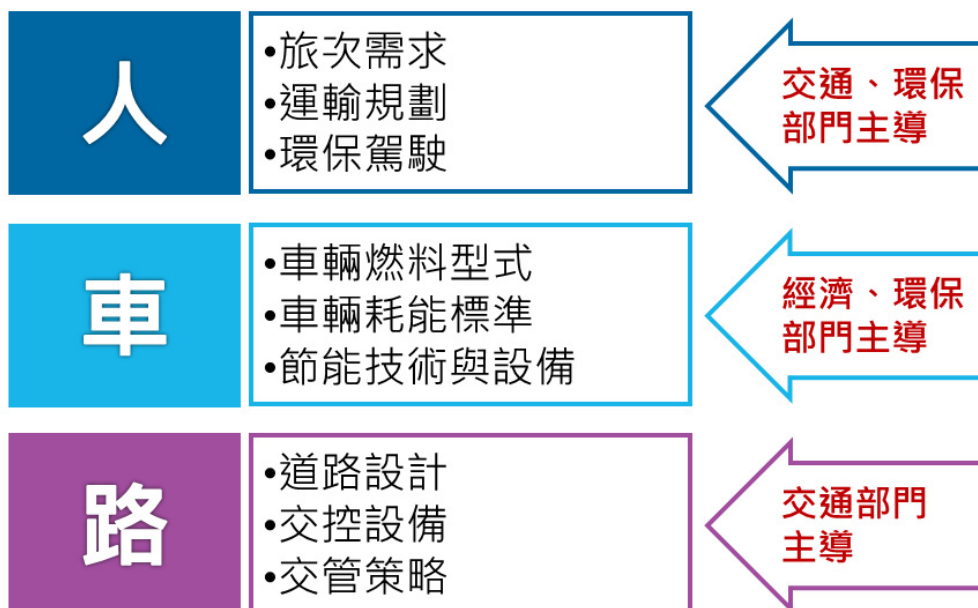 人
•旅次需求
•運輸規劃
•環保駕駛
交通、環保
部門主導
車
•車輛燃料型式
•車輛耗能標準
•節能技術與設備
經濟、環保
部門主導
路
•道路設計
•交控設備
•交管策略
交通部門
主導